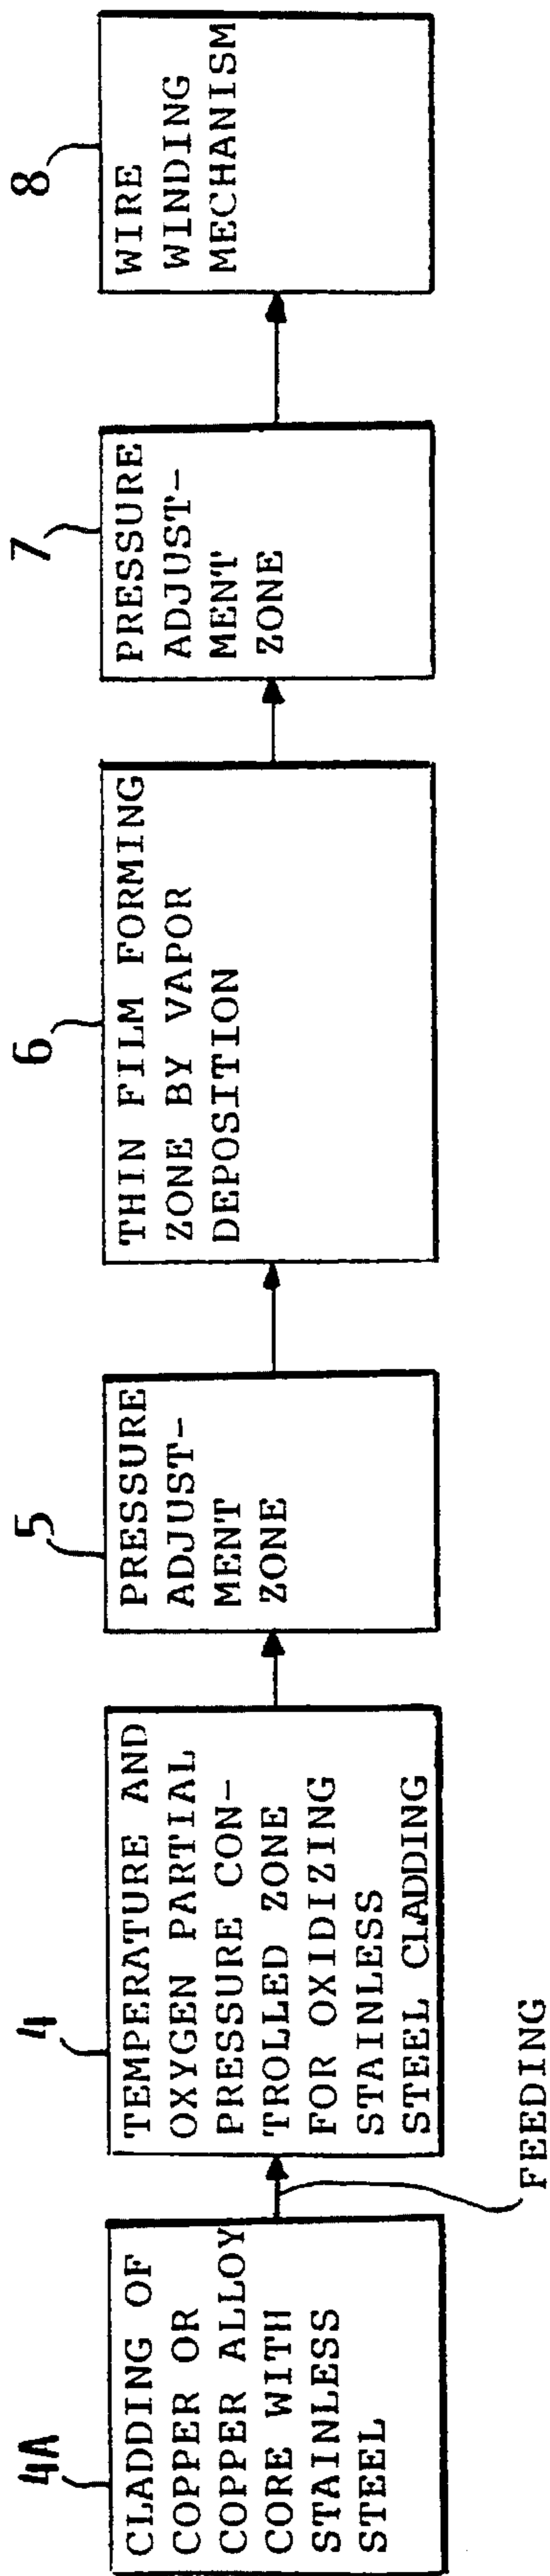 4A
CLADDING OF
COPPER OR
COPPER ALLOY
CORE WITH
STAINLESS
STEEL
FEEDING
4
TEMPERATURE AND
OXYGEN PARTIAL
PRESSURE CON-
TROLLED ZONE
FOR OXIDIZING
STAINLESS
STEEL CLADDING
5
PRESSURE
ADJUST-
MENT
ZONE
6
THIN FILM FORMING
ZONE BY VAPOR
DEPOSITION
7
PRESSURE
ADJUST-
MENT
ZONE
8
WIRE
WINDING
MECHANISM